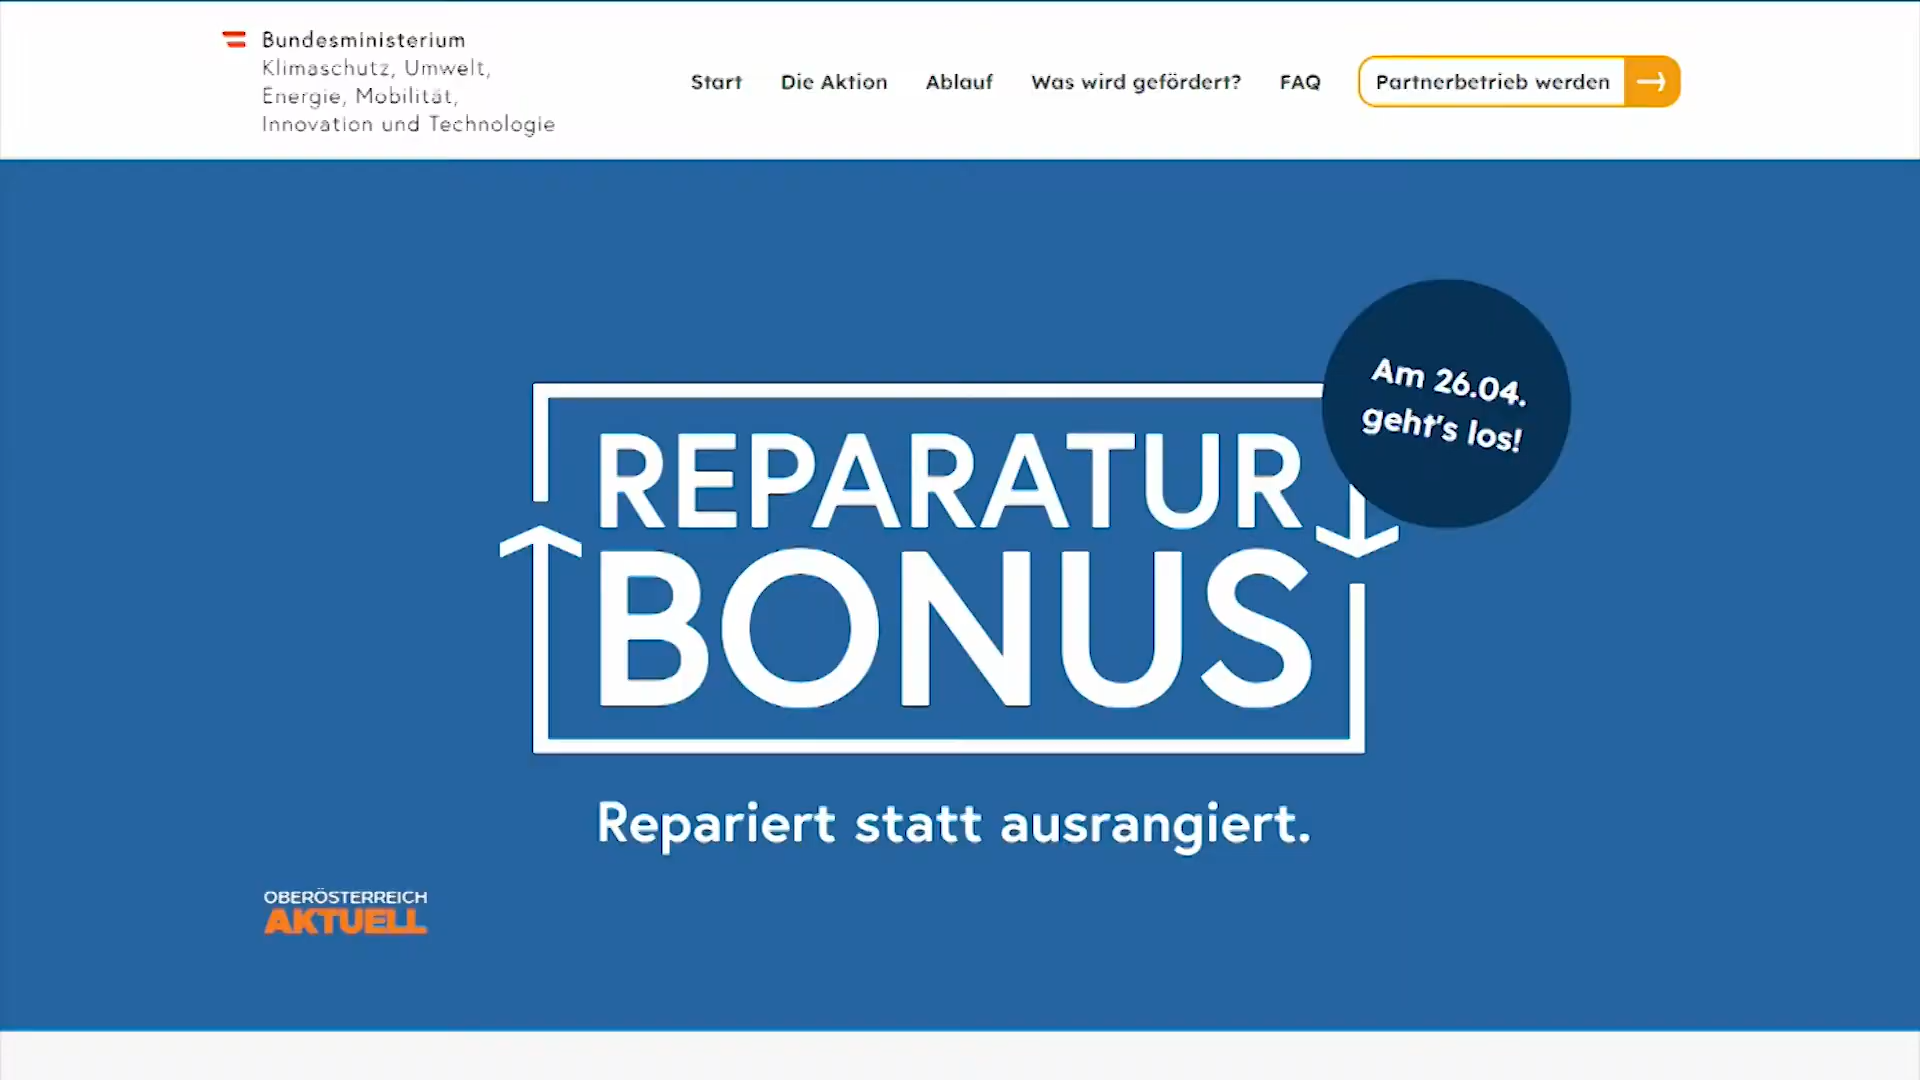 Bundesministerium
Klimaschutz, Umwelt,
Energie, Mobilität,
Innovation und Technologie
Start
Die Aktion
Ablauf
Was wird gefördert?
FAQ
Partnerbetrieb werden
Am 26.04.
geht's los!
REPARATUR
BONUS
Repariert statt ausrangiert.
OBERÖSTERREICH
AKTUELL